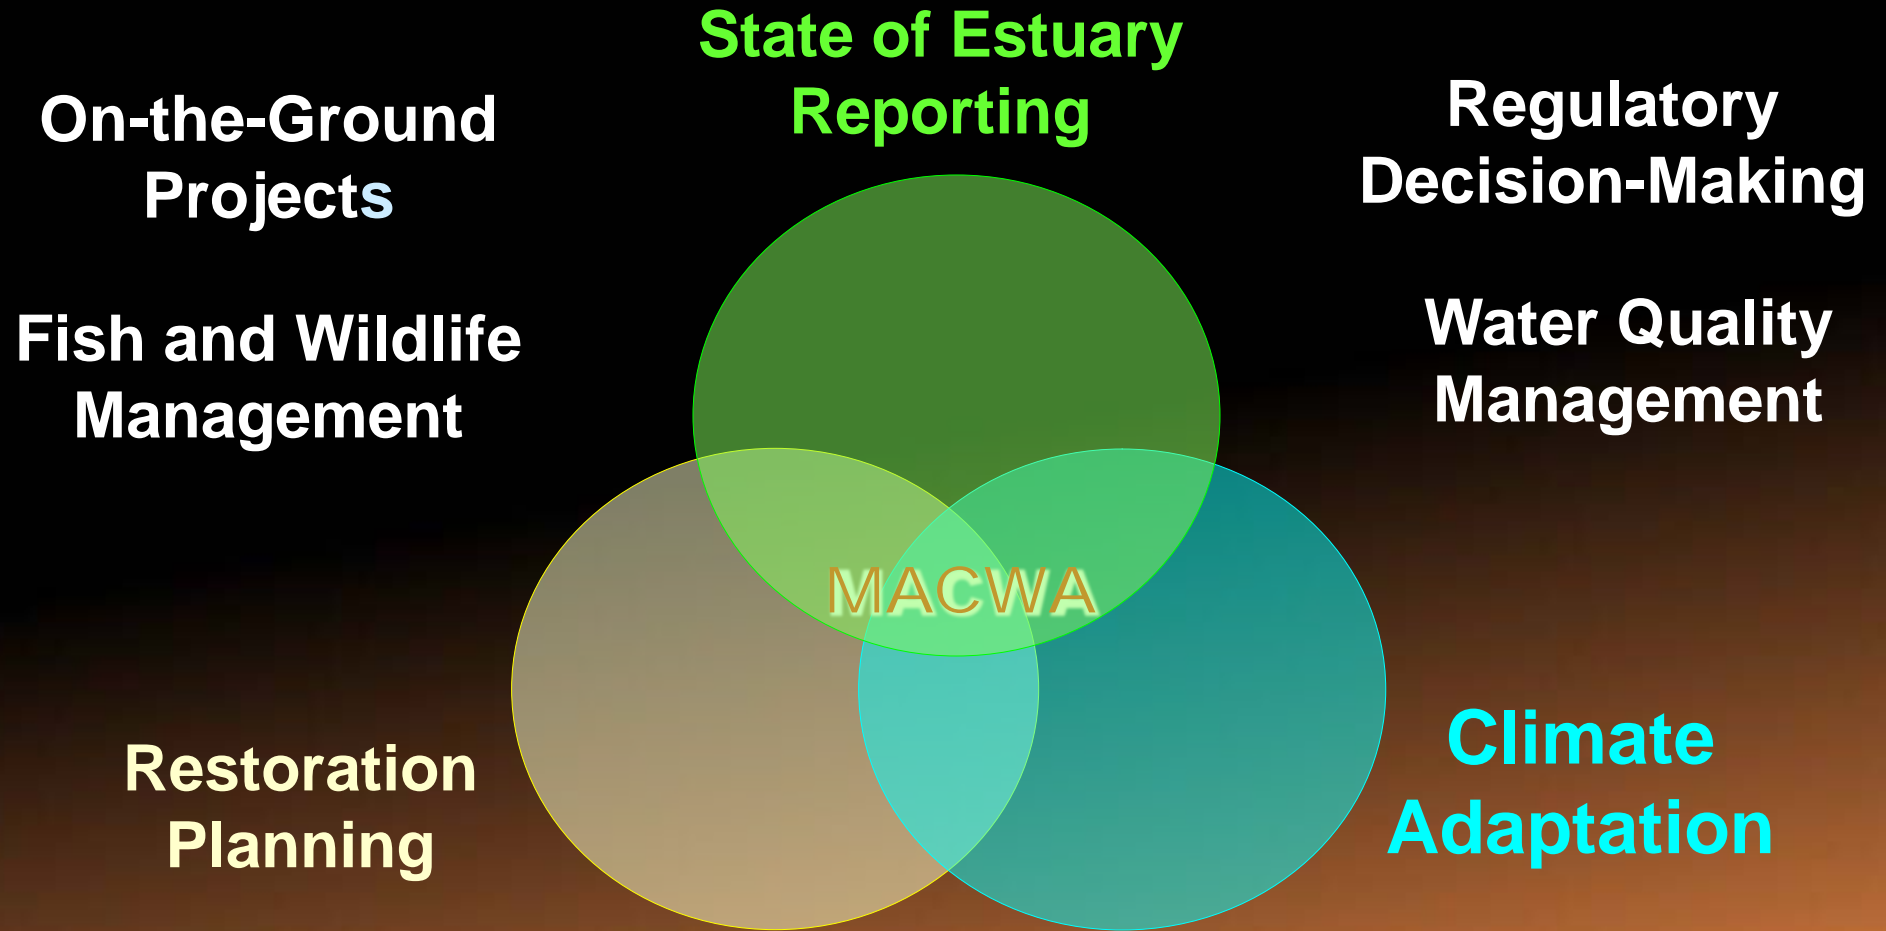 State of Estuary
Reporting
On-the-Ground
Projects
Regulatory
Decision-Making
Fish and Wildlife
Management
Water Quality
Management
MACWA
Restoration
Planning
Climate
Adaptation